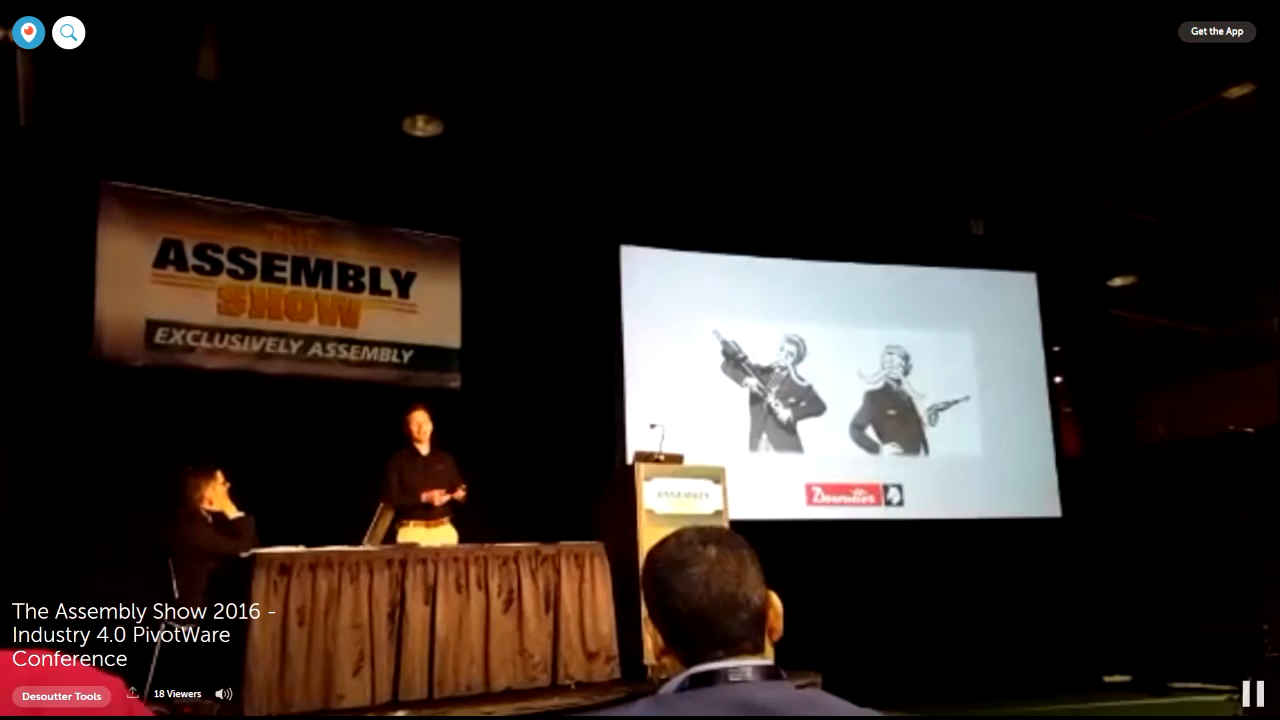 Get the App
THE
ASSEMBLY
SHOW
EXCLUSIVELY ASSEMBLY
ASSEMBLY
Desoutter
The Assembly Show 2016 -
Industry 4.0 PivotWare
Conference
Desoutter Tools
18 Viewers